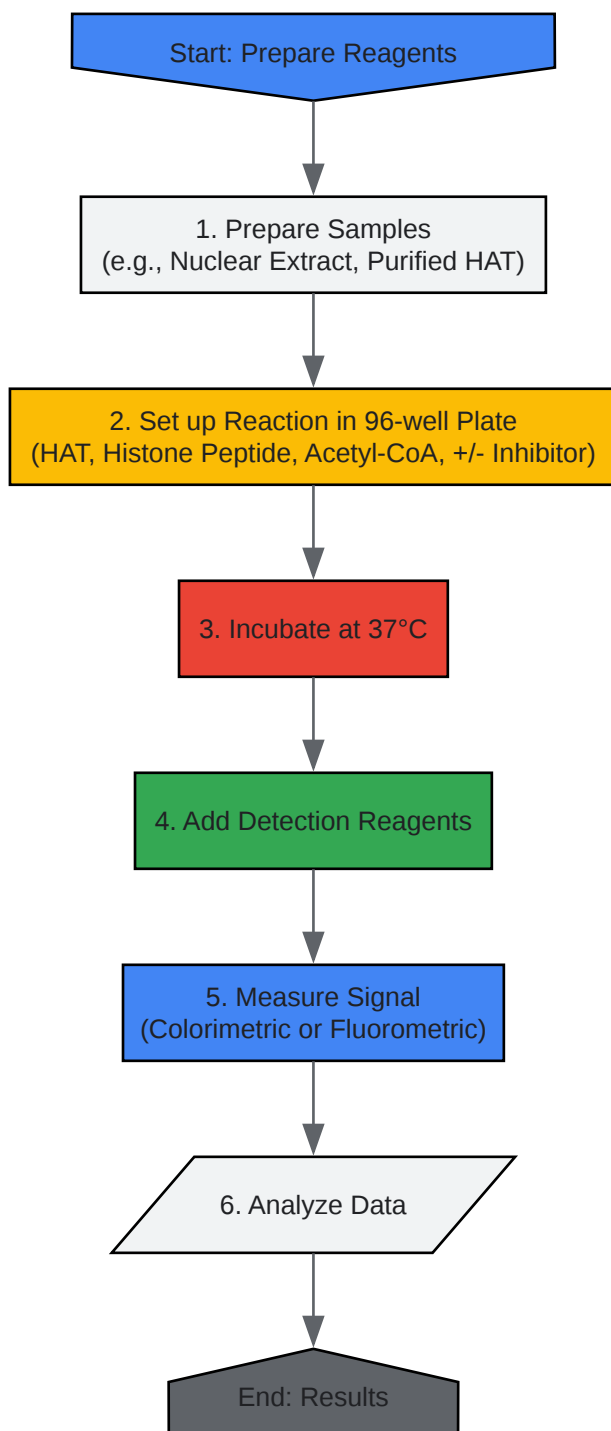 Start: Prepare Reagents
1. Prepare Samples
(e.g., Nuclear Extract, Purified HAT)
2. Set up Reaction in 96-well Plate
(HAT, Histone Peptide, Acetyl-CoA, +/- Inhibitor)
3. Incubate at 37°C
4. Add Detection Reagents
5. Measure Signal
(Colorimetric or Fluorometric)
6. Analyze Data
End: Results